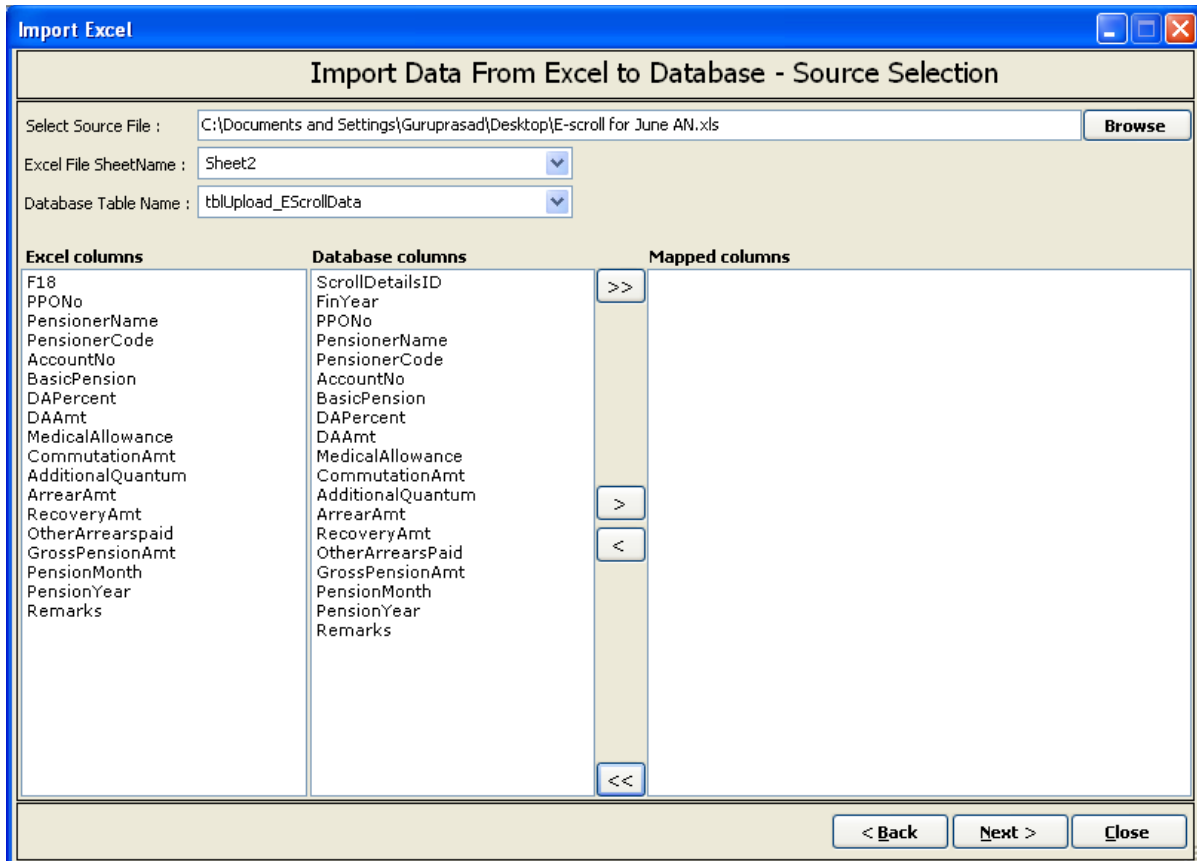 Import Excel
Import Data From Excel to Database - Source Selection
Select Source File : C:\Documents and Settings\Guruprasad\Desktop\E-scroll for June AN.xls Browse
Excel File SheetName : Sheet2
Database Table Name : tblUpload_EScrollData
Excel columns
F18
PPONo
PensionerName
PensionerCode
AccountNo
BasicPension
DAPercent
DAAmt
MedicalAllowance
CommutationAmt
AdditionalQuantum
ArrearAmt
RecoveryAmt
OtherArrearspaid
GrossPensionAmt
PensionMonth
PensionYear
Remarks
Database columns
ScrollDetailsID
FinYear
PPONo
PensionerName
PensionerCode
AccountNo
BasicPension
DAPercent
DAAmt
MedicalAllowance
CommutationAmt
AdditionalQuantum
ArrearAmt
RecoveryAmt
OtherArrearsPaid
GrossPensionAmt
PensionMonth
PensionYear
Remarks
>>
>
<
<<
Mapped columns
< Back Next > Close